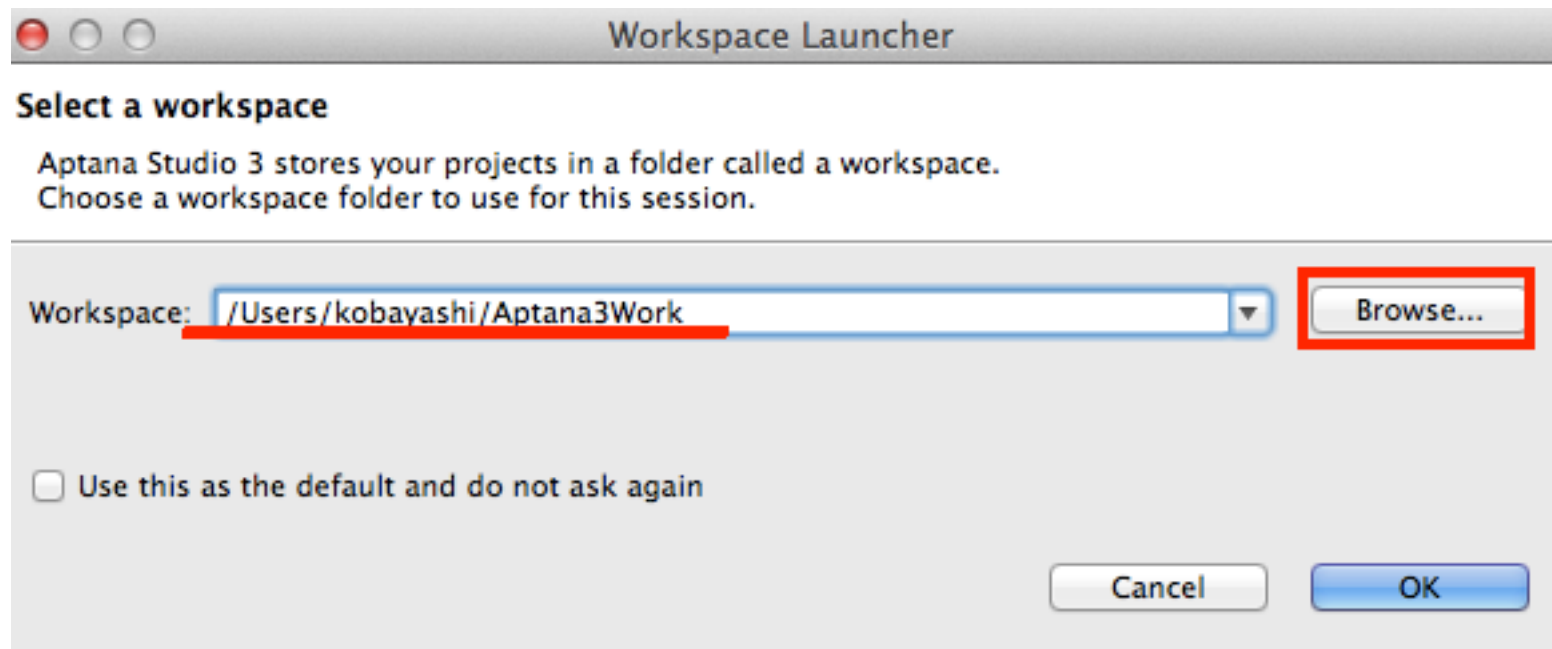 Workspace Launcher
Select a workspace
Aptana Studio 3 stores your projects in a folder called a workspace.
Choose a workspace folder to use for this session.
Workspace: /Users/kobayashi/Aptana3Work Browse...
Use this as the default and do not ask again
Cancel OK